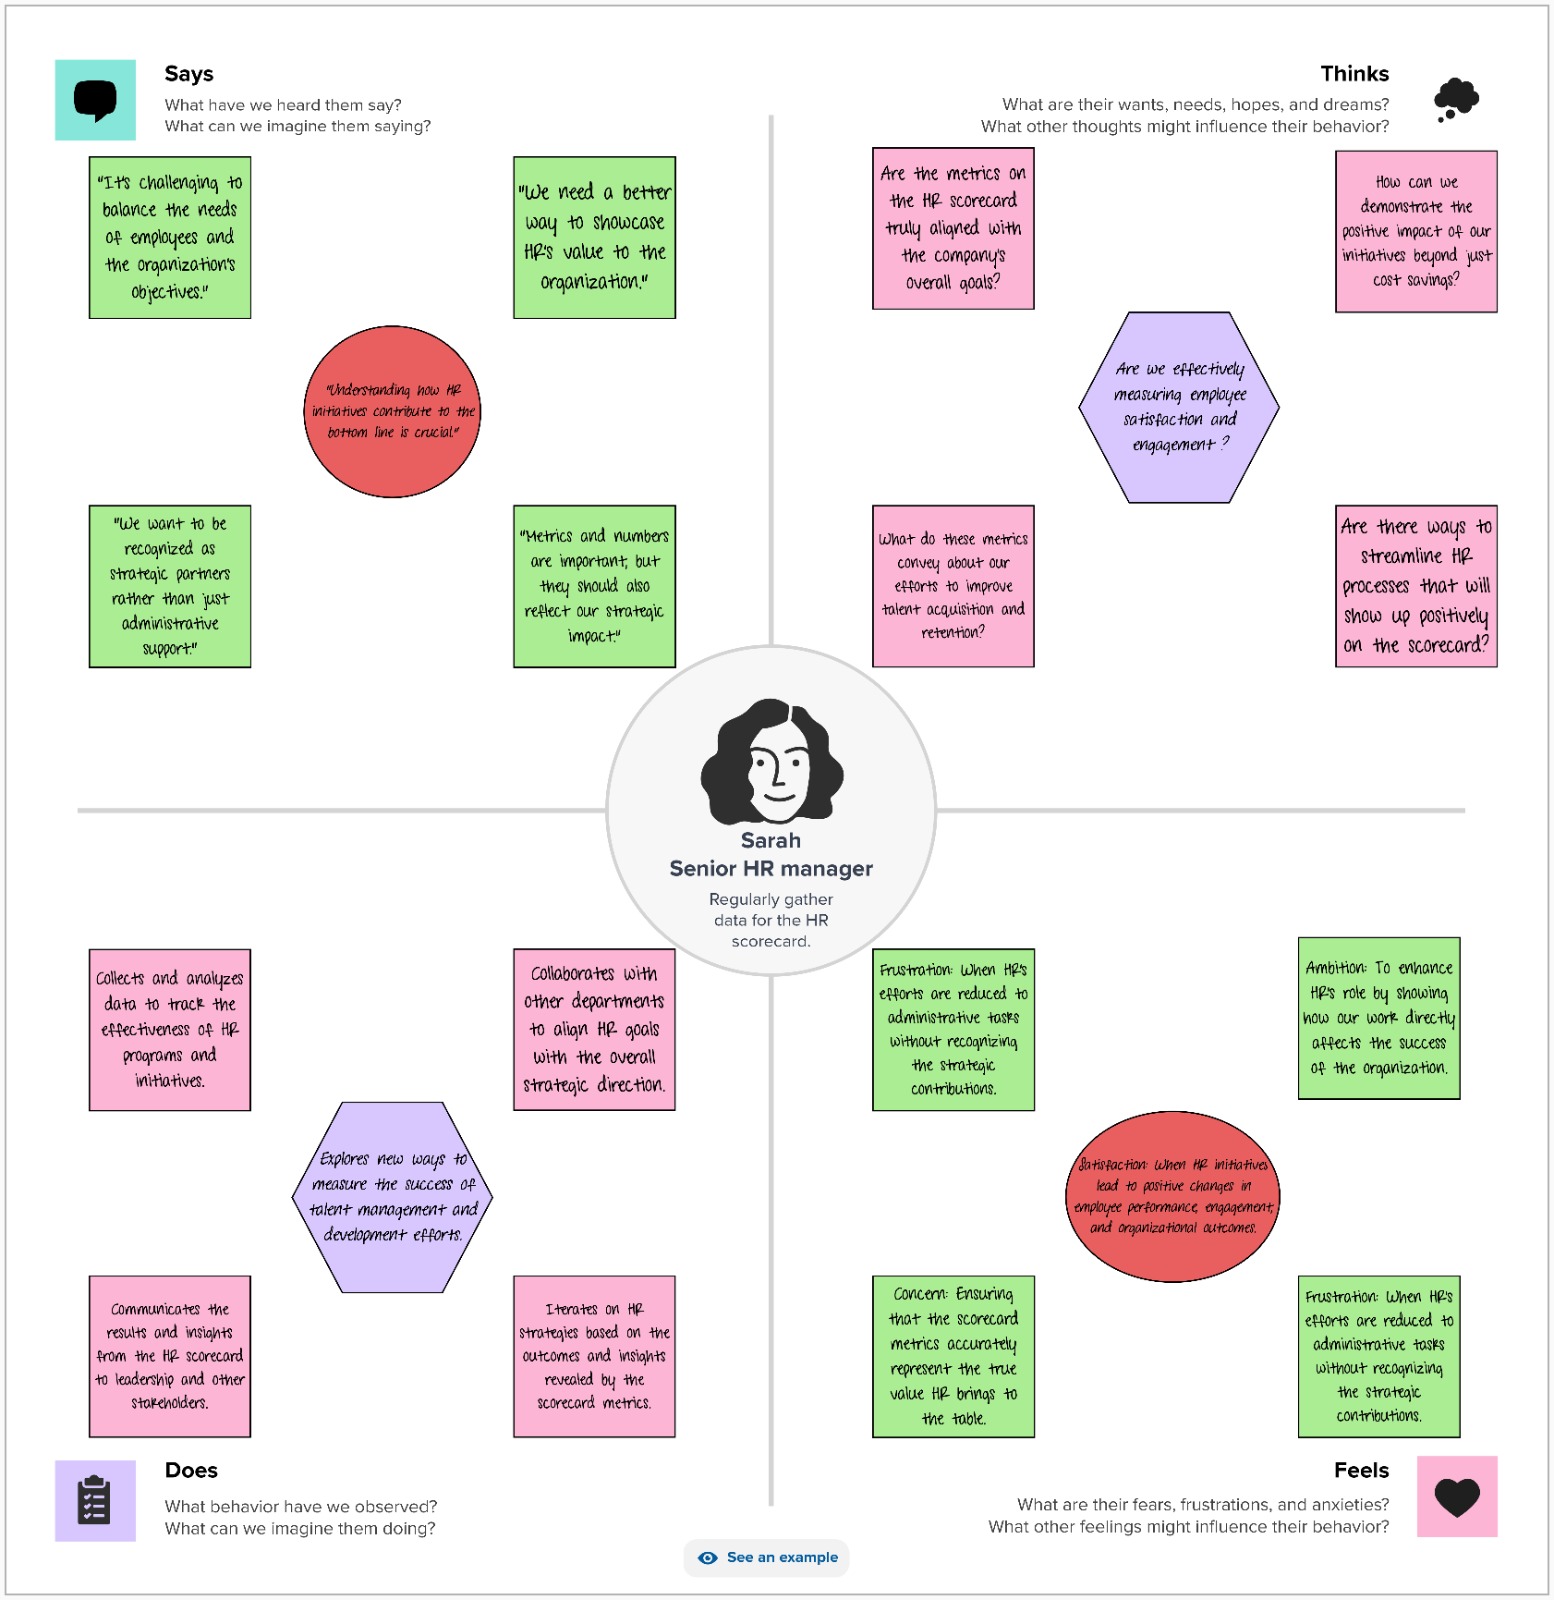 Says
What have we heard them say?
What can we imagine them saying?
"It's challenging to
balance the needs
of employees and
the organization's
objectives."
"We need a better
way to showcase
HR's value to the
organization."
"Understanding how HR
initiatives contribute to the
bottom line is crucial."
"We want to be
recognized as
strategic partners
rather than just
administrative
support."
"Metrics and numbers
are important, but
they should also
reflect our strategic
impact."
Thinks
What are their wants, needs, hopes, and dreams?
What other thoughts might influence their behavior?
Are the metrics on
the HR scorecard
truly aligned with
the company's
overall goals?
How can we
demonstrate the
positive impact of our
initiatives beyond just
cost savings?
Are we effectively
measuring employee
satisfaction and
engagement ?
What do these metrics
convey about our
efforts to improve
talent acquisition and
retention?
Are there ways to
streamline HR
processes that will
show up positively
on the scorecard?
Sarah
Senior HR manager
Regularly gather
data for the HR
scorecard.
Collects and analyzes
data to track the
effectiveness of HR
programs and
initiatives.
Collaborates with
other departments
to align HR goals
with the overall
strategic direction.
Explores new ways to
measure the success of
talent management and
development efforts.
Communicates the
results and insights
from the HR scorecard
to leadership and other
stakeholders.
Iterates on HR
strategies based on the
outcomes and insights
revealed by the
scorecard metrics.
Does
What behavior have we observed?
What can we imagine them doing?
Frustration: When HR's
efforts are reduced to
administrative tasks
without recognizing
the strategic
contributions.
Ambition: To enhance
HR's role by showing
how our work directly
affects the success
of the organization.
Satisfaction: When HR initiatives
lead to positive changes in
employee performance, engagement,
and organizational outcomes.
Concern: Ensuring
that the scorecard
metrics accurately
represent the true
value HR brings to
the table.
Frustration: When HR's
efforts are reduced to
administrative tasks
without recognizing
the strategic
contributions.
Feels
What are their fears, frustrations, and anxieties?
What other feelings might influence their behavior?
See an example